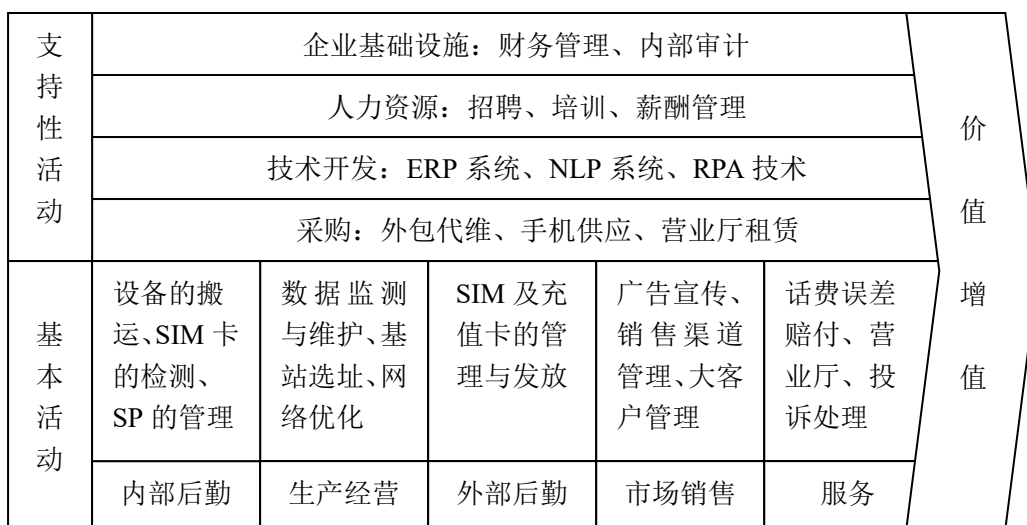 支持性活动
企业基础设施：财务管理、内部审计
人力资源：招聘、培训、薪酬管理
技术开发：ERP 系统、NLP 系统、RPA 技术
采购：外包代维、手机供应、营业厅租赁
基本活动
设备的搬
运、SIM 卡
的检测、
SP 的管理
数据监测
与维护、基
站选址、网
络优化
SIM 及充
值卡的管
理与发放
广告宣传、
销售渠道
管理、大客
户管理
话费误差
赔付、营
业厅、投
诉处理
内部后勤
生产经营
外部后勤
市场销售
服务
价值增值